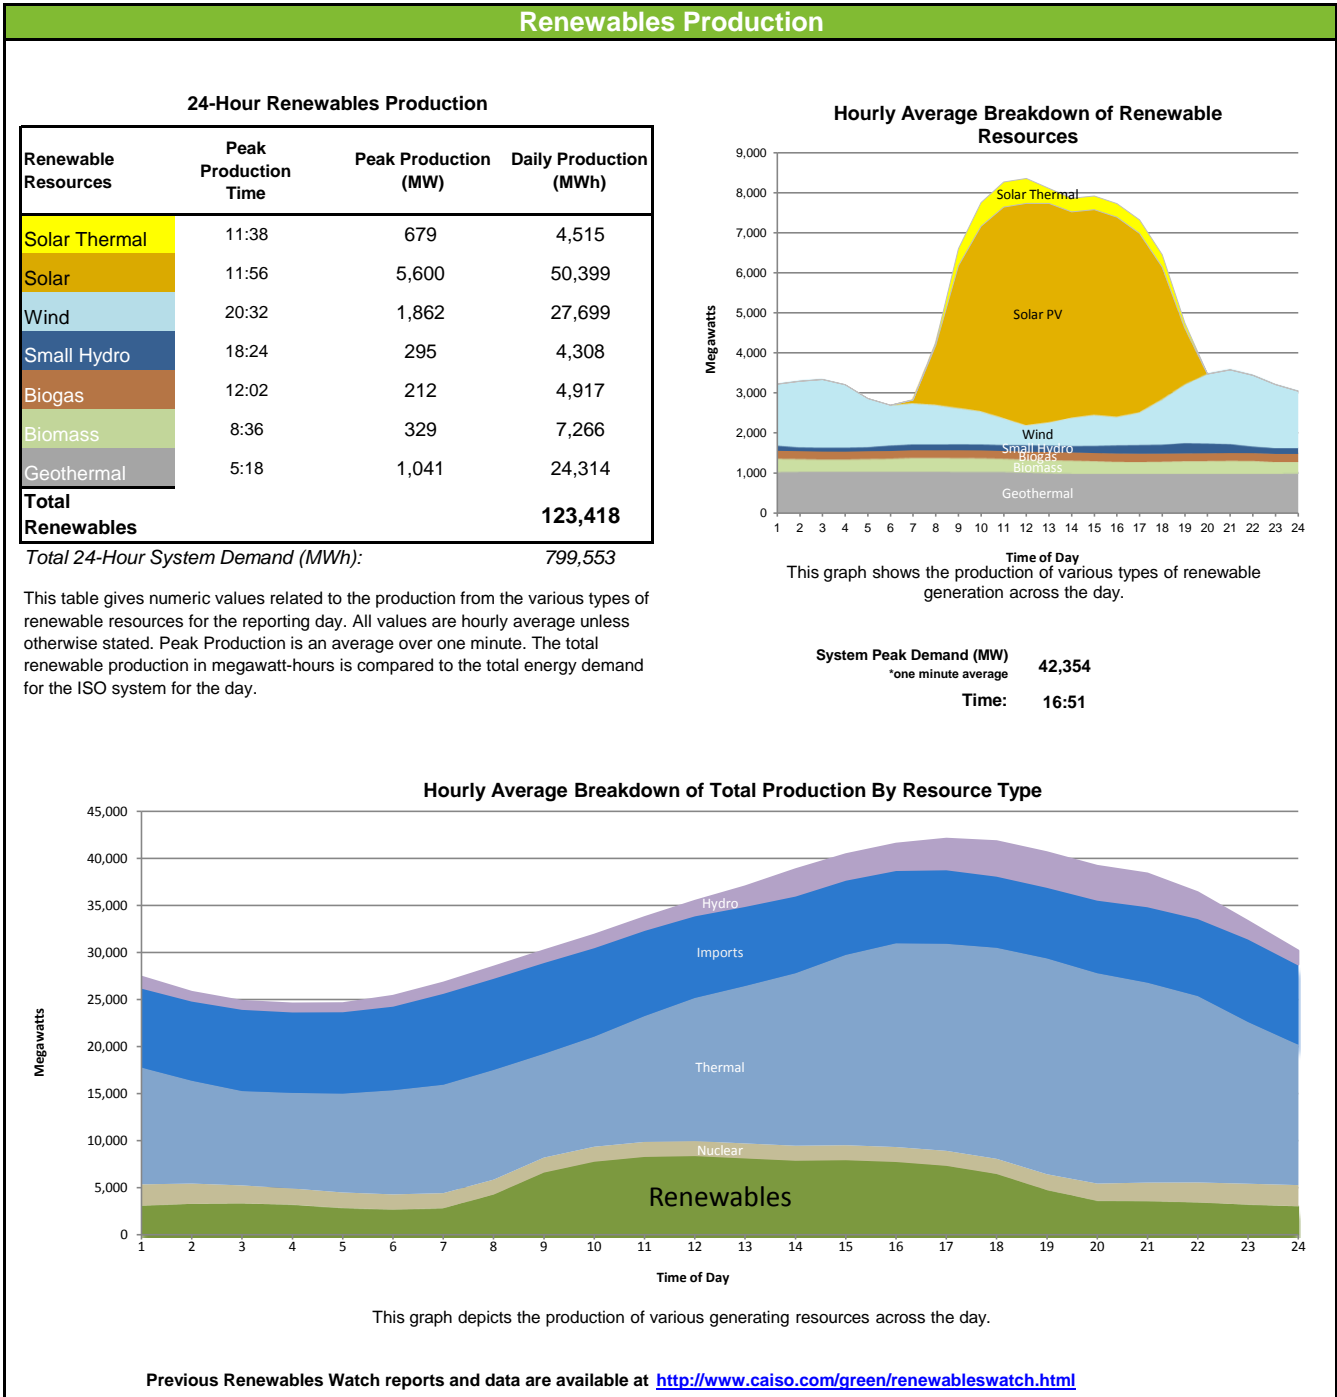 Renewables Production
24-Hour Renewables Production
Renewable
Resources
Peak
Production
Time
Peak Production
(MW)
Daily Production
(MWh)
Solar Thermal 11:38 679 4,515
Solar 11:56 5,600 50,399
Wind 20:32 1,862 27,699
Small Hydro 18:24 295 4,308
Biogas 12:02 212 4,917
Biomass 8:36 329 7,266
Geothermal 5:18 1,041 24,314
Total
Renewables 123,418
Total 24-Hour System Demand (MWh): 799,553
This table gives numeric values related to the production from the various types of
renewable resources for the reporting day. All values are hourly average unless
otherwise stated. Peak Production is an average over one minute. The total
renewable production in megawatt-hours is compared to the total energy demand
for the ISO system for the day.
Hourly Average Breakdown of Renewable
Resources
9,000
8,000
7,000
6,000
5,000
4,000
3,000
2,000
1,000
0
Megawatts
Solar Thermal
Solar PV
Wind
Small Hydro
Biogas
Biomass
Geothermal
1 2 3 4 5 6 7 8 9 10 11 12 13 14 15 16 17 18 19 20 21 22 23 24
Time of Day
This graph shows the production of various types of renewable
generation across the day.
System Peak Demand (MW) 42,354
*one minute average
Time: 16:51
Hourly Average Breakdown of Total Production By Resource Type
45,000
40,000
35,000
30,000
25,000
20,000
15,000
10,000
5,000
0
Megawatts
Hydro
Imports
Thermal
Nuclear
Renewables
1 2 3 4 5 6 7 8 9 10 11 12 13 14 15 16 17 18 19 20 21 22 23 24
Time of Day
This graph depicts the production of various generating resources across the day.
Previous Renewables Watch reports and data are available at http://www.caiso.com/green/renewableswatch.html